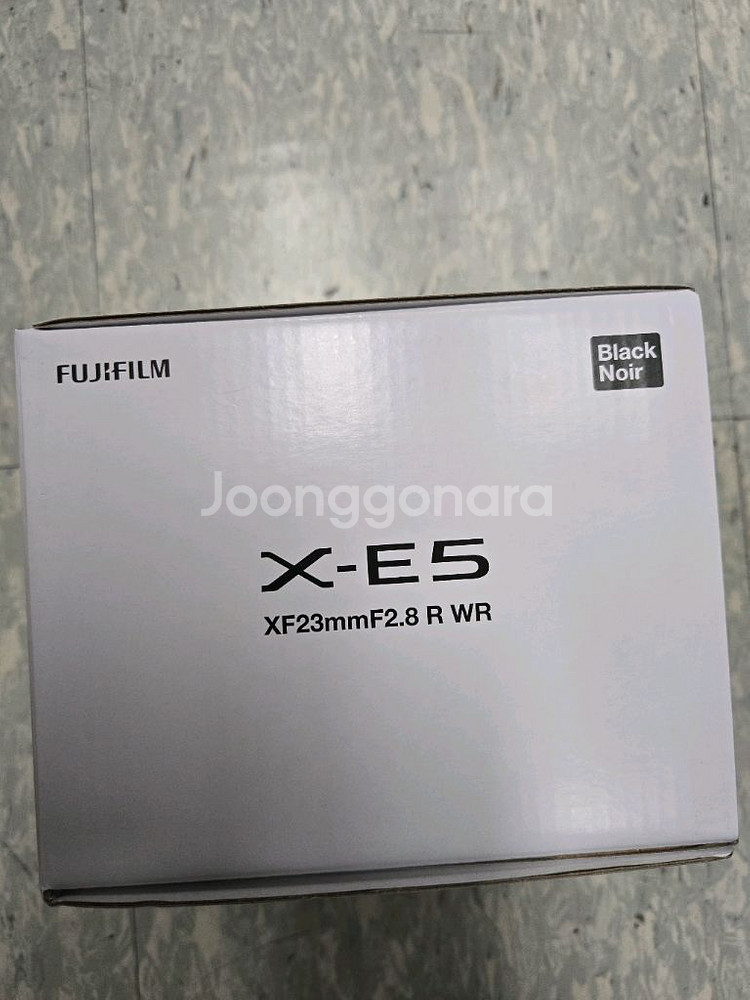 FUJIFILM
Black
Noir
Joonggonara
X-E5
XF23mmF2.8 R WR